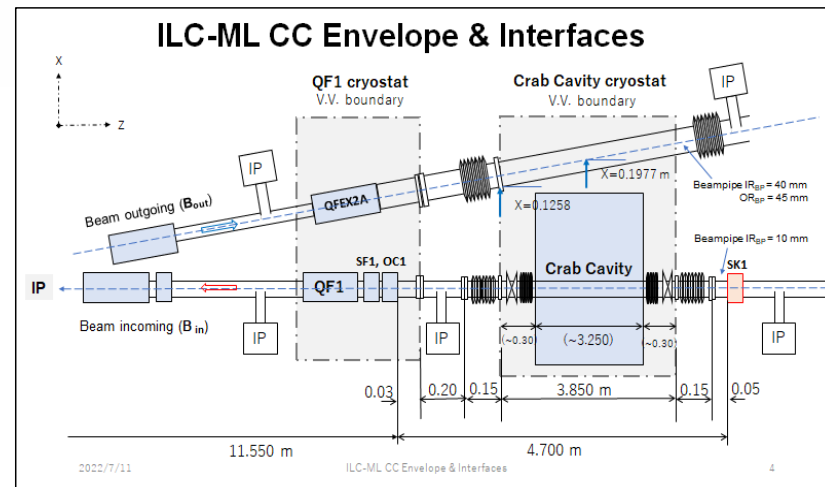 ILC-ML CC Envelope & Interfaces
X
Z
QF1 cryostat
V.V. boundary
Crab Cavity cryostat
V.V. boundary
IP
IP
QFEX2A
Beam outgoing (Bout)
X=0.1977 m
X=0.1258
Beampipe IRBP = 40 mm
ORBP = 45 mm
Beampipe IRBP = 10 mm
SF1, OC1
SK1
IP
QF1
Crab Cavity
Beam incoming (B in)
IP
IP
IP
(~0.30)
(~3.250)
(~0.30)
0.03
0.20
0.15
3.850 m
0.15
0.05
11.550 m
4.700 m
2022/7/11
ILC-ML CC Envelope & Interfaces
4